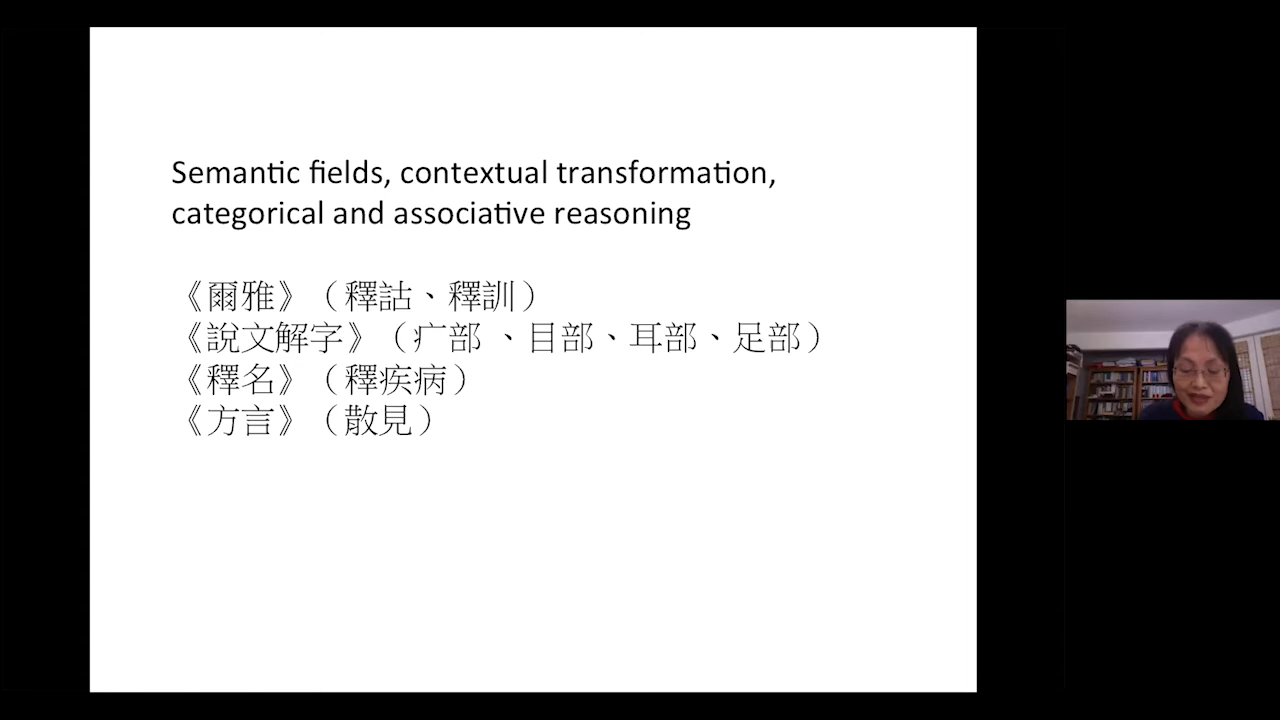 Semantic fields, contextual transformation,
categorical and associative reasoning
《爾雅》（釋詁、釋訓）
《說文解字》（疒部 、目部、耳部、足部）
《釋名》（釋疾病）
《方言》（散見）